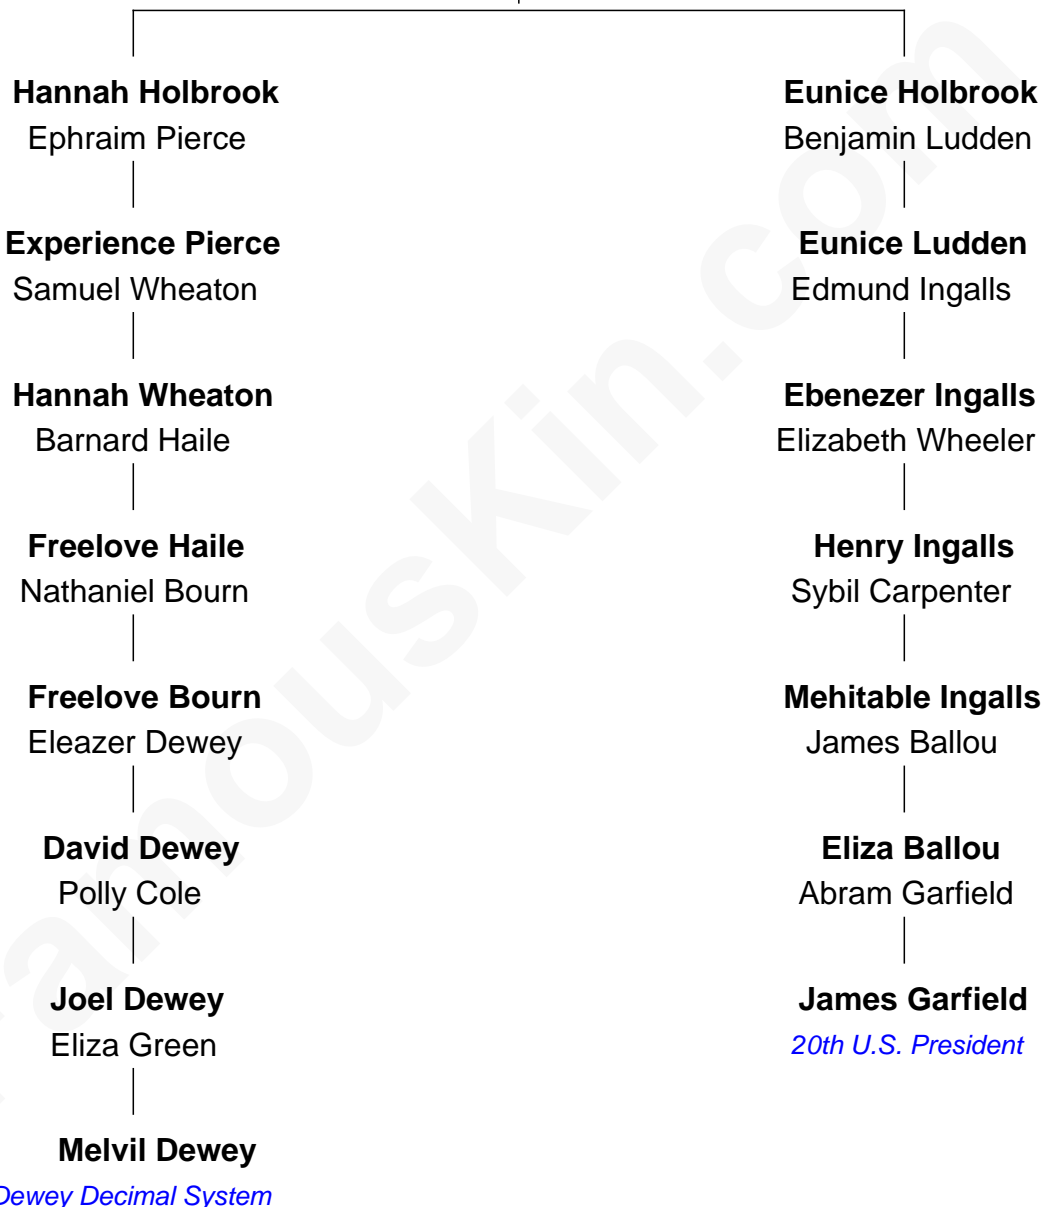 Hannah Holbrook
Ephraim Pierce
Experience Pierce
Samuel Wheaton
Hannah Wheaton
Barnard Haile
Freelove Haile
Nathaniel Bourn
Freelove Bourn
Eleazer Dewey
David Dewey
Polly Cole
Joel Dewey
Eliza Green
Melvil Dewey
Dewey Decimal System
Eunice Holbrook
Benjamin Ludden
Eunice Ludden
Edmund Ingalls
Ebenezer Ingalls
Elizabeth Wheeler
Henry Ingalls
Sybil Carpenter
Mehitable Ingalls
James Ballou
Eliza Ballou
Abram Garfield
James Garfield
20th U.S. President
FamousKin.com